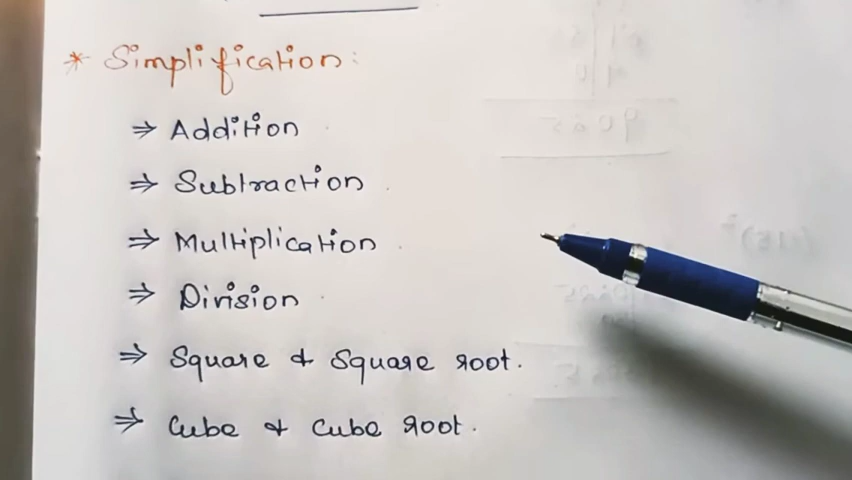 * Simplification:
⇒ Addition
⇒ Subtraction
⇒ Multiplication
⇒ Division
⇒ Square & Square root.
⇒ Cube & Cube root.